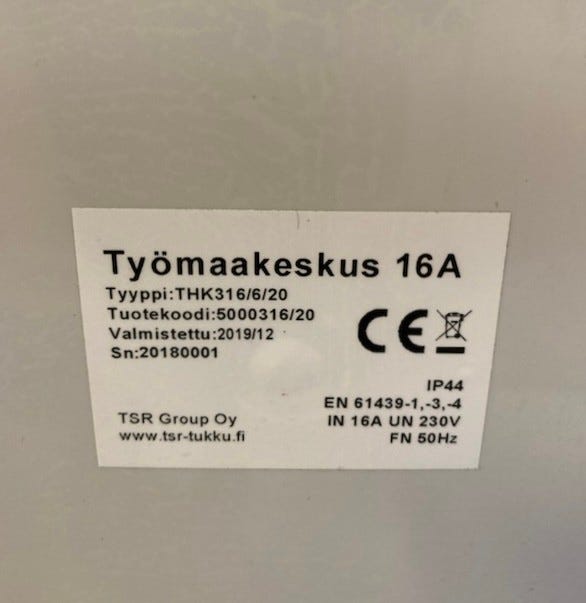 Työmaakeskus 16A
Tyyppi:THK316/6/20
Tuotekoodi:5000316/20
Valmistettu:2019/12
Sn:20180001
CE
IP44
EN 61439-1,-3,-4
TSR Group Oy
IN 16A UN 230V
www.tsr-tukku.fi
FN 50Hz